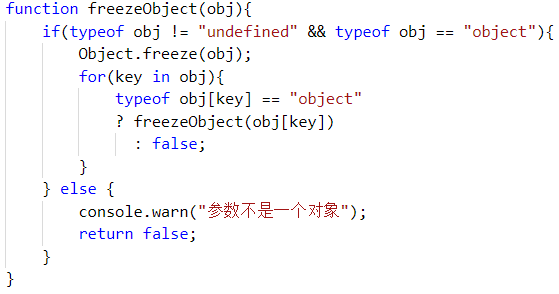 function freezeObject(obj){
    if(typeof obj != "undefined" && typeof obj == "object"){
        Object.freeze(obj);
        for(key in obj){
            typeof obj[key] == "object"
            ? freezeObject(obj[key])
              : false;
        }
    } else {
        console.warn("参数不是一个对象");
        return false;
    }
}